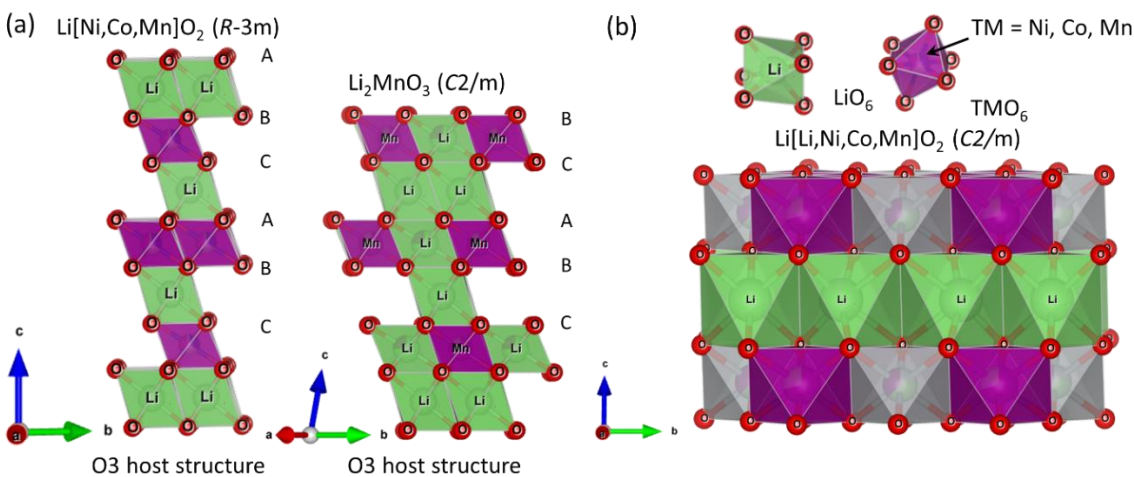 (a)
Li[Ni,Co,Mn]O₂ (R-3m)
Li Li
Li
Li
Li Li
A
B
C
A
B
C
c
a
b
O3 host structure
Li₂MnO₃ (C2/m)
Mn Li Mn
Li Li
Mn Li Mn
Li
Li Mn Li
Li Li
B
C
A
B
C
c
a
b
O3 host structure
(b)
Li
LiO₆
TM = Ni, Co, Mn
TMO₆
Li[Li,Ni,Co,Mn]O₂ (C2/m)
Li Li Li Li
c
a
b